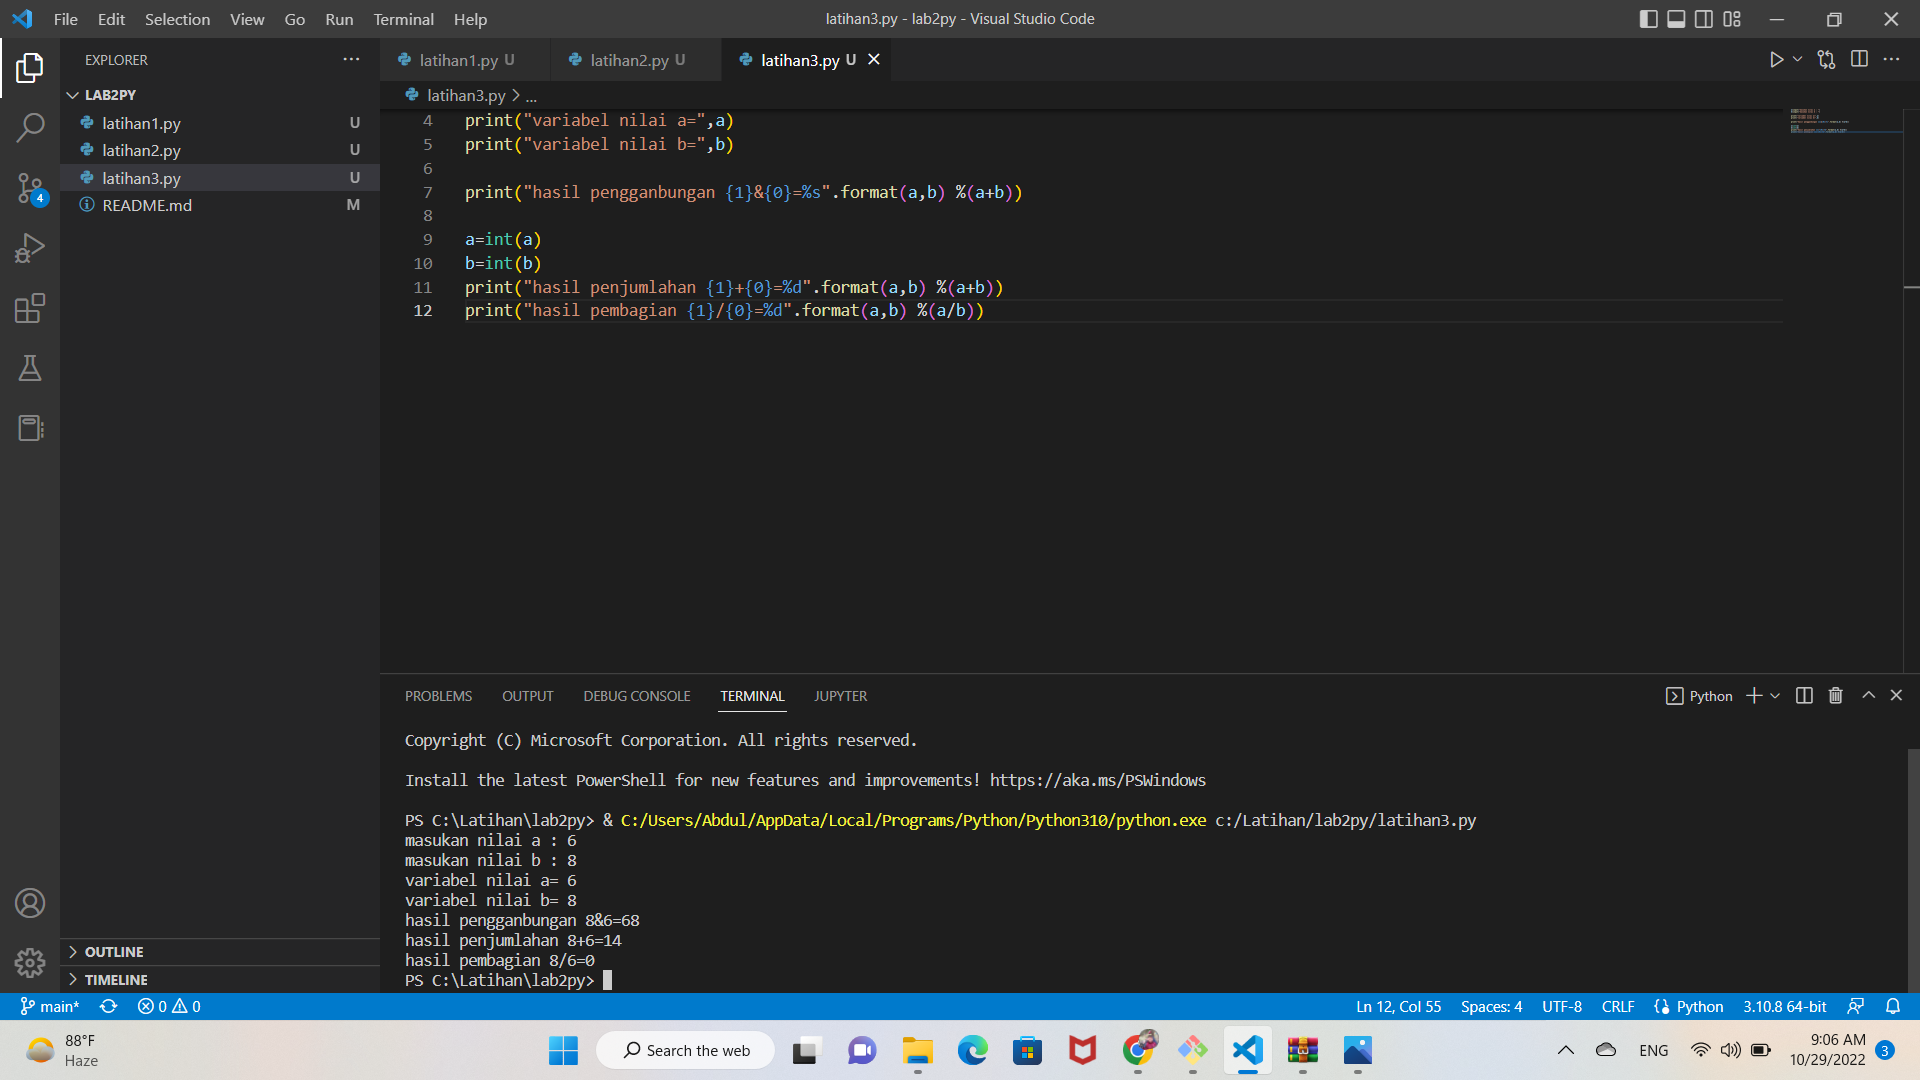 File Edit Selection View Go Run Terminal Help
latihan3.py - lab2py - Visual Studio Code
EXPLORER
LAB2PY
latihan1.py U
latihan2.py U
latihan3.py U
README.md M
4
OUTLINE
TIMELINE
latihan1.py U
latihan2.py U
latihan3.py U
latihan3.py > ...
4 print("variabel nilai a=",a)
5 print("variabel nilai b=",b)
6
7 print("hasil pengganbungan {1}&{0}=%s".format(a,b) %(a+b))
8
9 a=int(a)
10 b=int(b)
11 print("hasil penjumlahan {1}+{0}=%d".format(a,b) %(a+b))
12 print("hasil pembagian {1}/{0}=%d".format(a,b) %(a/b))
PROBLEMS OUTPUT DEBUG CONSOLE TERMINAL JUPYTER
Python
Copyright (C) Microsoft Corporation. All rights reserved.
Install the latest PowerShell for new features and improvements! https://aka.ms/PSWindows
PS C:\Latihan\lab2py> & C:/Users/Abdul/AppData/Local/Programs/Python/Python310/python.exe c:/Latihan/lab2py/latihan3.py
masukan nilai a : 6
masukan nilai b : 8
variabel nilai a= 6
variabel nilai b= 8
hasil pengganbungan 8&6=68
hasil penjumlahan 8+6=14
hasil pembagian 8/6=0
PS C:\Latihan\lab2py>
main* 0 0
Ln 12, Col 55 Spaces: 4 UTF-8 CRLF Python 3.10.8 64-bit
88°F
Haze
Search the web
ENG
9:06 AM
10/29/2022
3